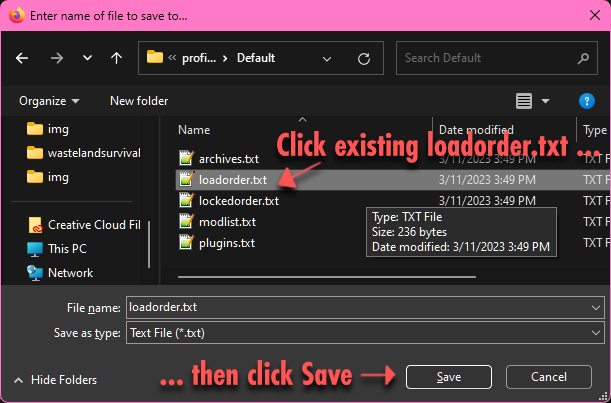 Enter name of file to save to...
« profi... > Default
Search Default
Organize
New folder
img
wastelandsurvival
img
Creative Cloud Fil
This PC
Network
Name
Date modified
Type
Click existing loadorder.txt ...
archives.txt
3/11/2023 3:49 PM
TXT F
loadorder.txt
3/11/2023 3:49 PM
TXT F
lockedorder.txt
3/11/2023 3:49 PM
TXT F
modlist.txt
TXT F
plugins.txt
TXT F
Type: TXT File
Size: 236 bytes
Date modified: 3/11/2023 3:49 PM
File name: loadorder.txt
Save as type: Text File (*.txt)
Hide Folders
... then click Save
Save
Cancel